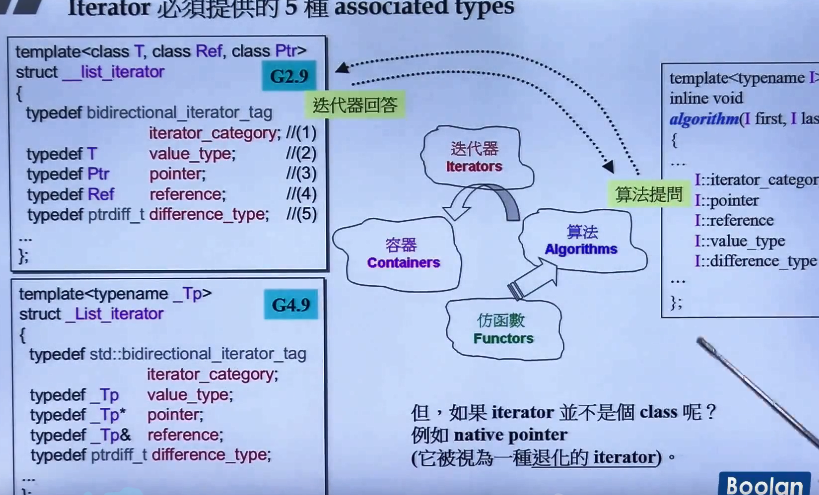 Iterator 必須提供的 5 種 associated types
template<class T, class Ref, class Ptr>
struct __list_iterator
G2.9
{
typedef bidirectional_iterator_tag
iterator_category; //(1)
typedef T value_type; //(2)
typedef Ptr pointer; //(3)
typedef Ref reference; //(4)
typedef ptrdiff_t difference_type; //(5)
...
};
template<typename _Tp>
struct _List_iterator
G4.9
{
typedef std::bidirectional_iterator_tag
iterator_category;
typedef _Tp value_type;
typedef _Tp* pointer;
typedef _Tp& reference;
typedef ptrdiff_t difference_type;
...
};
迭代器回答
迭代器
Iterators
容器
Containers
算法
Algorithms
仿函數
Functors
算法提問
template<typename I>
inline void
algorithm(I first, I las
{
...
I::iterator_categor
I::pointer
I::reference
I::value_type
I::difference_type
...
};
但，如果 iterator 並不是個 class 呢？
例如 native pointer
(它被視為一種退化的 iterator)。
Boolan